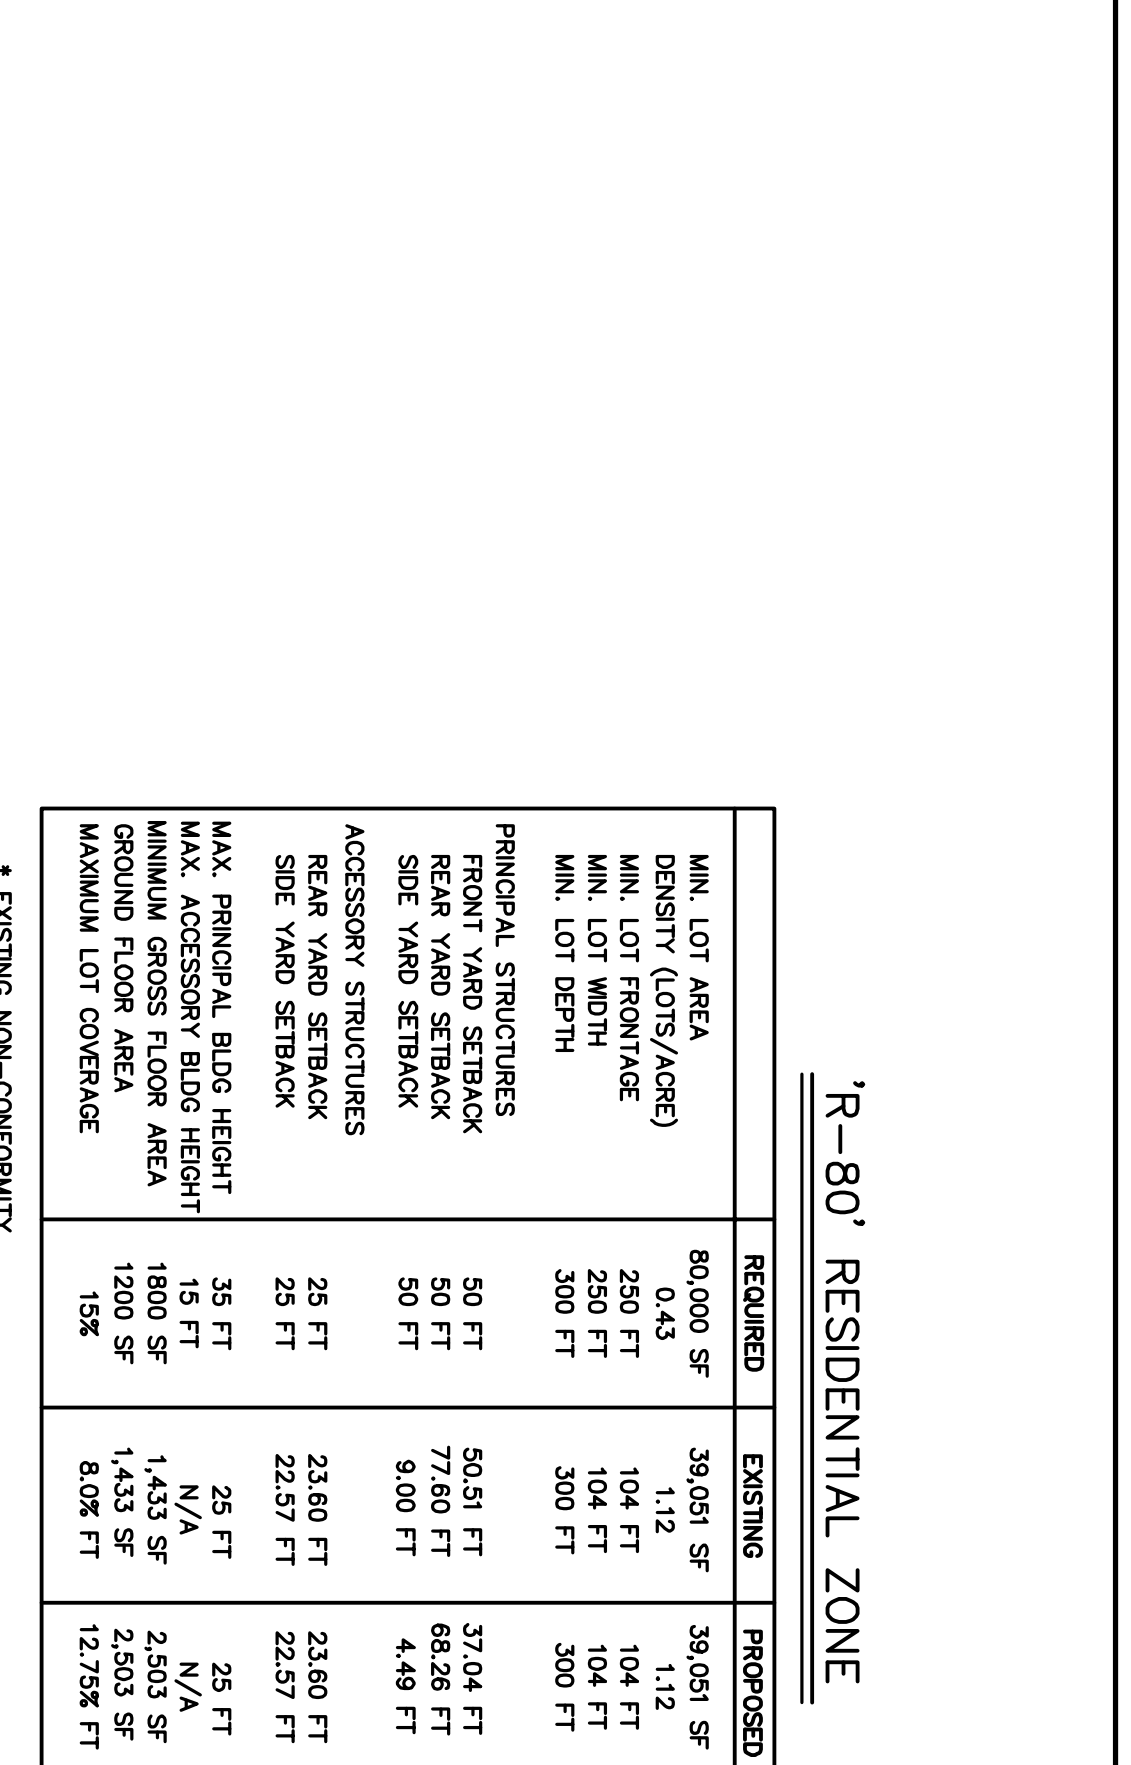 'R-80' RESIDENTIAL ZONE
REQUIRED EXISTING PROPOSED
MIN. LOT AREA 80,000 SF 39,051 SF 39,051 SF
DENSITY (LOTS/ACRE) 0.43 1.12 1.12
MIN. LOT FRONTAGE 250 FT 104 FT 104 FT
MIN. LOT WIDTH 250 FT 104 FT 104 FT
MIN. LOT DEPTH 300 FT 300 FT 300 FT
PRINCIPAL STRUCTURES
FRONT YARD SETBACK 50 FT 50.51 FT 37.04 FT
REAR YARD SETBACK 50 FT 77.60 FT 68.26 FT
SIDE YARD SETBACK 50 FT 9.00 FT 4.49 FT
ACCESSORY STRUCTURES
REAR YARD SETBACK 25 FT 23.60 FT 23.60 FT
SIDE YARD SETBACK 25 FT 22.57 FT 22.57 FT
MAX. PRINCIPAL BLDG HEIGHT 35 FT 25 FT 25 FT
MAX. ACCESSORY BLDG HEIGHT 15 FT N/A N/A
MINIMUM GROSS FLOOR AREA 1800 SF 1,433 SF 2,503 SF
GROUND FLOOR AREA 1200 SF 1,433 SF 2,503 SF
MAXIMUM LOT COVERAGE 15% 8.0% FT 12.75% FT
* EXISTING NON-CONFORMITY